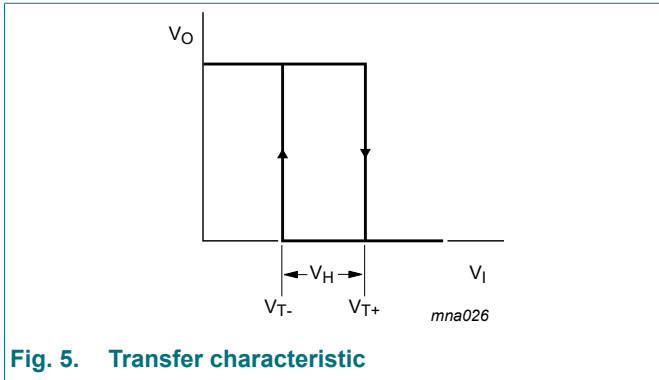 VO
VH
VI
VT-
VT+
mna026
Fig. 5. Transfer characteristic